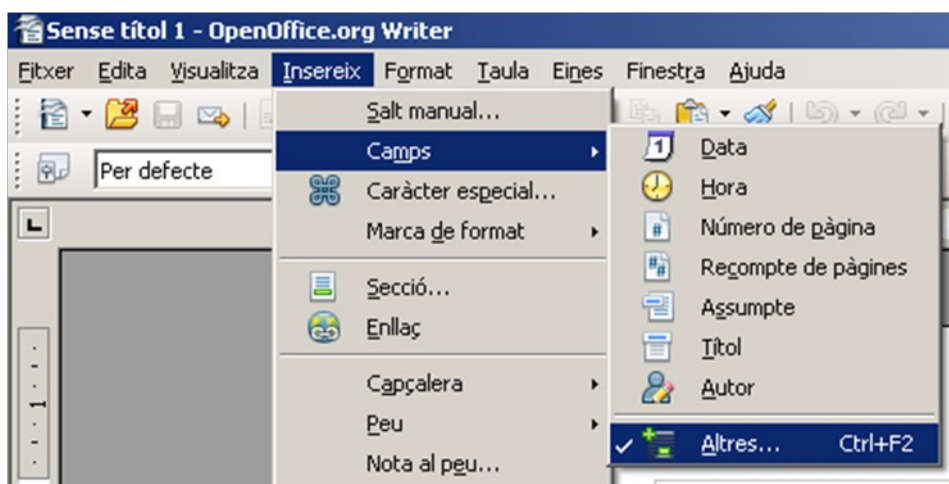 Sense títol 1 - OpenOffice.org Writer
Fitxer Edita Visualitza Insereix Format Taula Eines Finestra Ajuda
Per defecte
Salt manual...
Camps
Caràcter especial...
Marca de format
Secció...
Enllaç
Capçalera
Peu
Nota al peu...
Data
Hora
Número de pàgina
Recompte de pàgines
Assumpte
Títol
Autor
Altres... Ctrl+F2
1